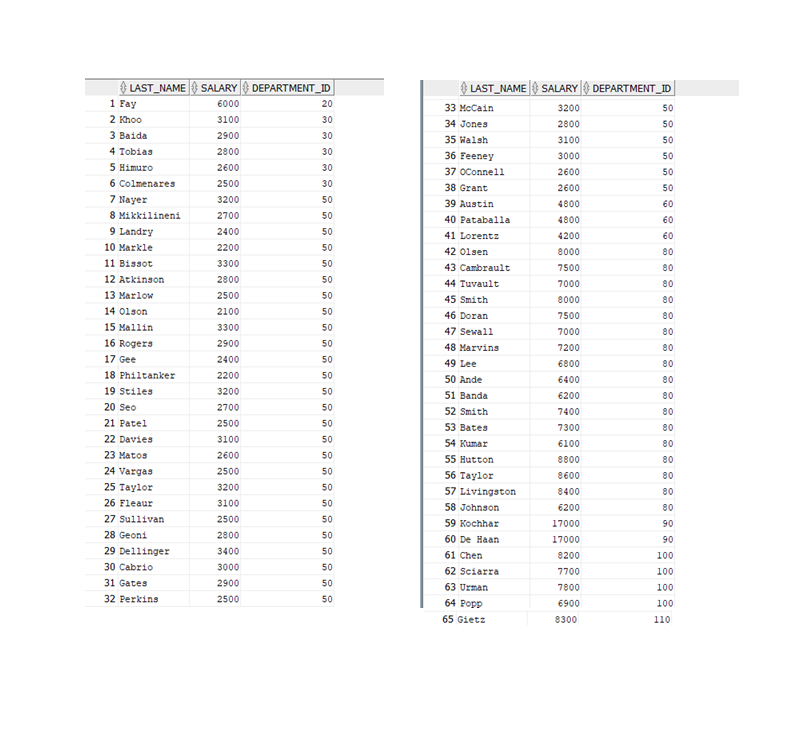 LAST_NAME SALARY DEPARTMENT_ID
1 Fay 6000 20
2 Khoo 3100 30
3 Baida 2900 30
4 Tobias 2800 30
5 Himuro 2600 30
6 Colmenares 2500 30
7 Nayer 3200 50
8 Mikkilineni 2700 50
9 Landry 2400 50
10 Markle 2200 50
11 Bissot 3300 50
12 Atkinson 2800 50
13 Marlow 2500 50
14 Olson 2100 50
15 Mallin 3300 50
16 Rogers 2900 50
17 Gee 2400 50
18 Philtanker 2200 50
19 Stiles 3200 50
20 Seo 2700 50
21 Patel 2500 50
22 Davies 3100 50
23 Matos 2600 50
24 Vargas 2500 50
25 Taylor 3200 50
26 Fleaur 3100 50
27 Sullivan 2500 50
28 Geoni 2800 50
29 Dellinger 3400 50
30 Cabrio 3000 50
31 Gates 2900 50
32 Perkins 2500 50
LAST_NAME SALARY DEPARTMENT_ID
33 McCain 3200 50
34 Jones 2800 50
35 Walsh 3100 50
36 Feeney 3000 50
37 OConnell 2600 50
38 Grant 2600 50
39 Austin 4800 60
40 Pataballa 4800 60
41 Lorentz 4200 60
42 Olsen 8000 80
43 Cambrault 7500 80
44 Tuvault 7000 80
45 Smith 8000 80
46 Doran 7500 80
47 Sewall 7000 80
48 Marvins 7200 80
49 Lee 6800 80
50 Ande 6400 80
51 Banda 6200 80
52 Smith 7400 80
53 Bates 7300 80
54 Kumar 6100 80
55 Hutton 8800 80
56 Taylor 8600 80
57 Livingston 8400 80
58 Johnson 6200 80
59 Kochhar 17000 90
60 De Haan 17000 90
61 Chen 8200 100
62 Sciarra 7700 100
63 Urman 7800 100
64 Popp 6900 100
65 Gietz 8300 110